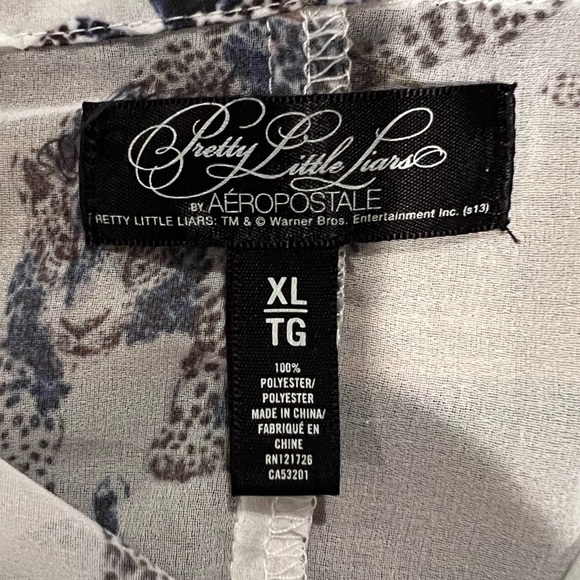 Pretty Little Liars
BY AÉROPOSTALE
RETTY LITTLE LIARS: TM & © Warner Bros. Entertainment Inc. (s13)
XL
TG
100%
POLYESTER/
POLYESTER
MADE IN CHINA/
FABRIQUÉ EN
CHINE
RN121726
CA53201